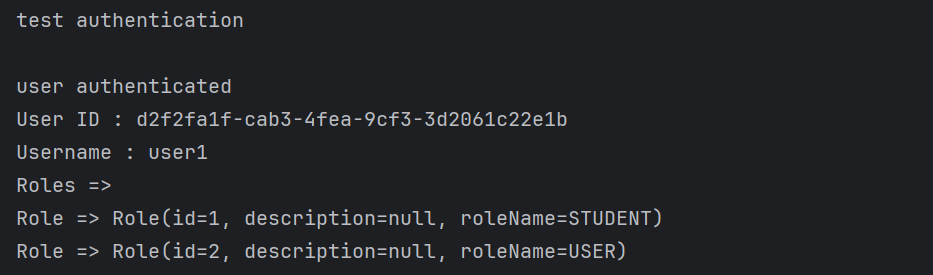 test authentication
user authenticated
User ID : d2f2fa1f-cab3-4fea-9cf3-3d2061c22e1b
Username : user1
Roles =>
Role => Role(id=1, description=null, roleName=STUDENT)
Role => Role(id=2, description=null, roleName=USER)